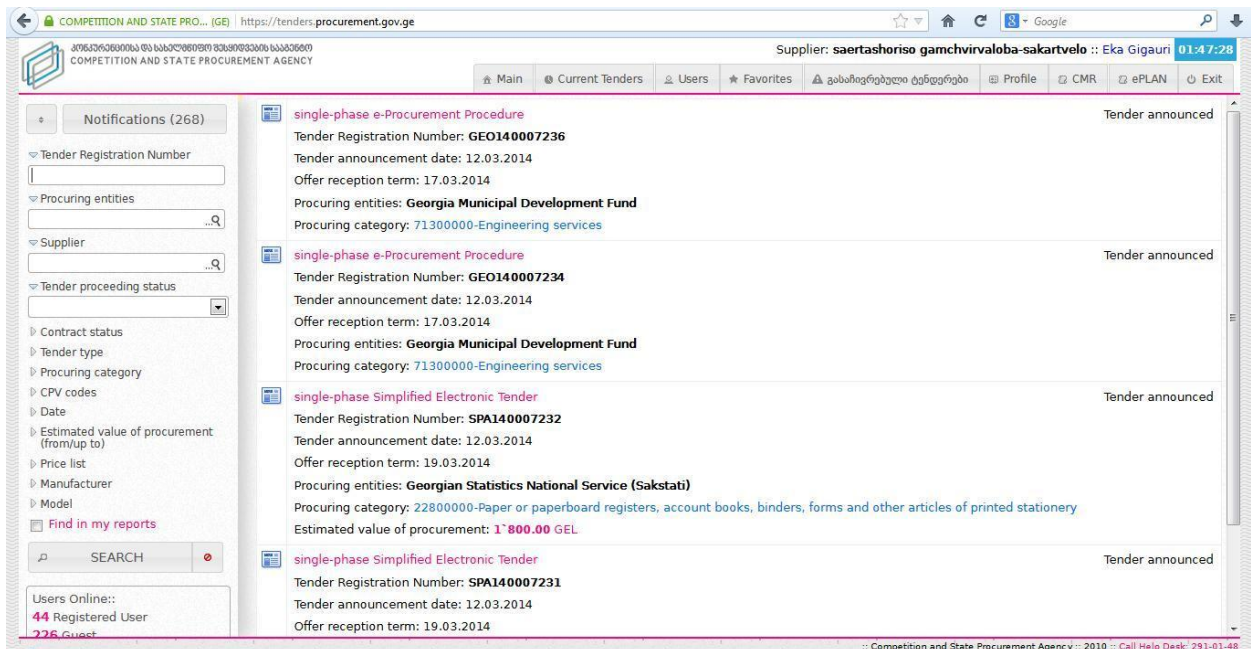 COMPETITION AND STATE PRO... (GE) https://tenders.procurement.gov.ge Google
კონკურენციისა და სახელმწიფო შესყიდვების სააგენტო
COMPETITION AND STATE PROCUREMENT AGENCY
Supplier: saertashoriso gamchvirvaloba-sakartvelo :: Eka Gigauri 01:47:28
Main Current Tenders Users Favorites გასაჩივრებული ტენდერები Profile CMR ePLAN Exit
Notifications (268)
Tender Registration Number
Procuring entities
...
Supplier
...
Tender proceeding status
Contract status
Tender type
Procuring category
CPV codes
Date
Estimated value of procurement
(from/up to)
Price list
Manufacturer
Model
Find in my reports
SEARCH
Users Online::
44 Registered User
226 Guest
single-phase e-Procurement Procedure Tender announced
Tender Registration Number: GEO140007236
Tender announcement date: 12.03.2014
Offer reception term: 17.03.2014
Procuring entities: Georgia Municipal Development Fund
Procuring category: 71300000-Engineering services
single-phase e-Procurement Procedure Tender announced
Tender Registration Number: GEO140007234
Tender announcement date: 12.03.2014
Offer reception term: 17.03.2014
Procuring entities: Georgia Municipal Development Fund
Procuring category: 71300000-Engineering services
single-phase Simplified Electronic Tender Tender announced
Tender Registration Number: SPA140007232
Tender announcement date: 12.03.2014
Offer reception term: 19.03.2014
Procuring entities: Georgian Statistics National Service (Sakstati)
Procuring category: 22800000-Paper or paperboard registers, account books, binders, forms and other articles of printed stationery
Estimated value of procurement: 1`800.00 GEL
single-phase Simplified Electronic Tender Tender announced
Tender Registration Number: SPA140007231
Tender announcement date: 12.03.2014
Offer reception term: 19.03.2014
:: Competition and State Procurement Agency :: 2010 :: Call Help Desk: 291-01-48